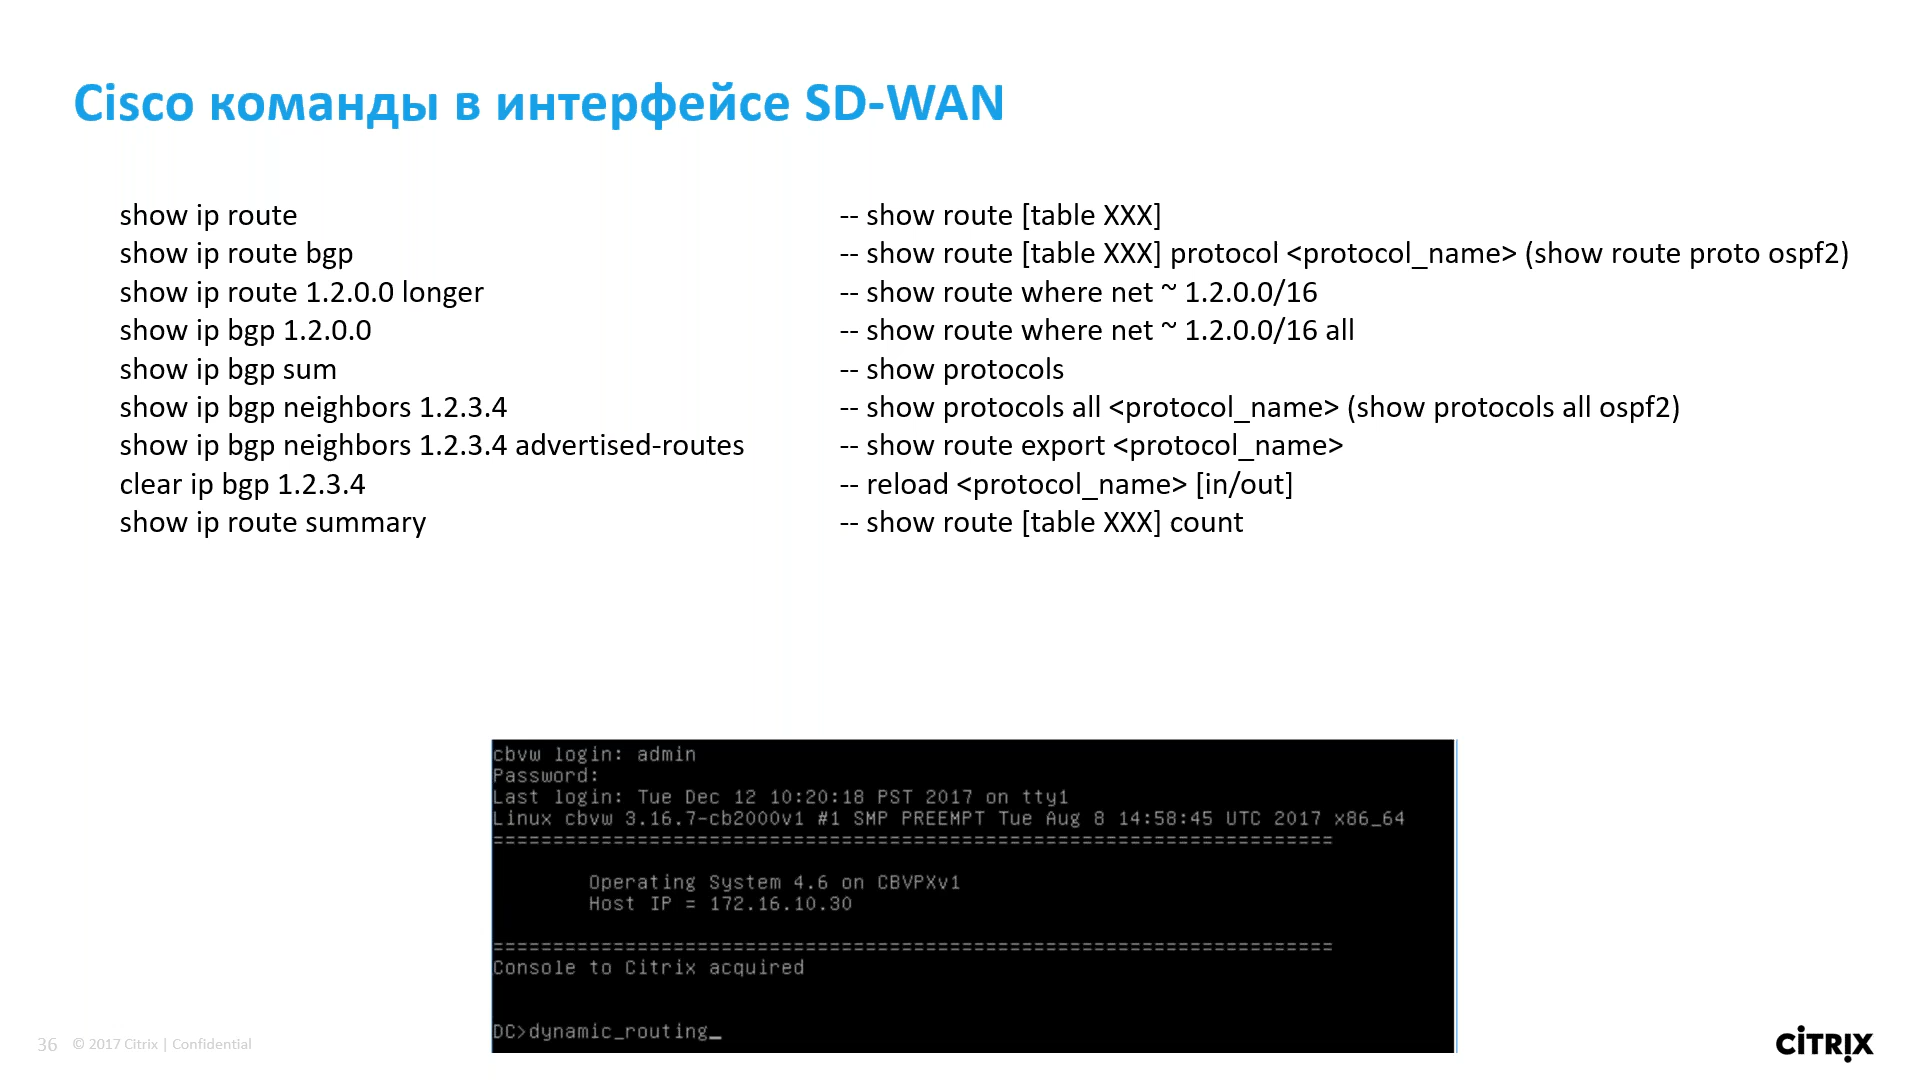 Cisco команды в интерфейсе SD-WAN
show ip route -- show route [table XXX]
show ip route bgp -- show route [table XXX] protocol <protocol_name> (show route proto ospf2)
show ip route 1.2.0.0 longer -- show route where net ~ 1.2.0.0/16
show ip bgp 1.2.0.0 -- show route where net ~ 1.2.0.0/16 all
show ip bgp sum -- show protocols
show ip bgp neighbors 1.2.3.4 -- show protocols all <protocol_name> (show protocols all ospf2)
show ip bgp neighbors 1.2.3.4 advertised-routes -- show route export <protocol_name>
clear ip bgp 1.2.3.4 -- reload <protocol_name> [in/out]
show ip route summary -- show route [table XXX] count
cbvw login: admin
Password:
Last login: Tue Dec 12 10:20:18 PST 2017 on tty1
Linux cbvw 3.16.7-cb2000v1 #1 SMP PREEMPT Tue Aug 8 14:58:45 UTC 2017 x86_64
======================================================================
Operating System 4.6 on CBVPXv1
Host IP = 172.16.10.30
======================================================================
Console to Citrix acquired
DC>dynamic_routing_
36 © 2017 Citrix | Confidential
CİTRIX